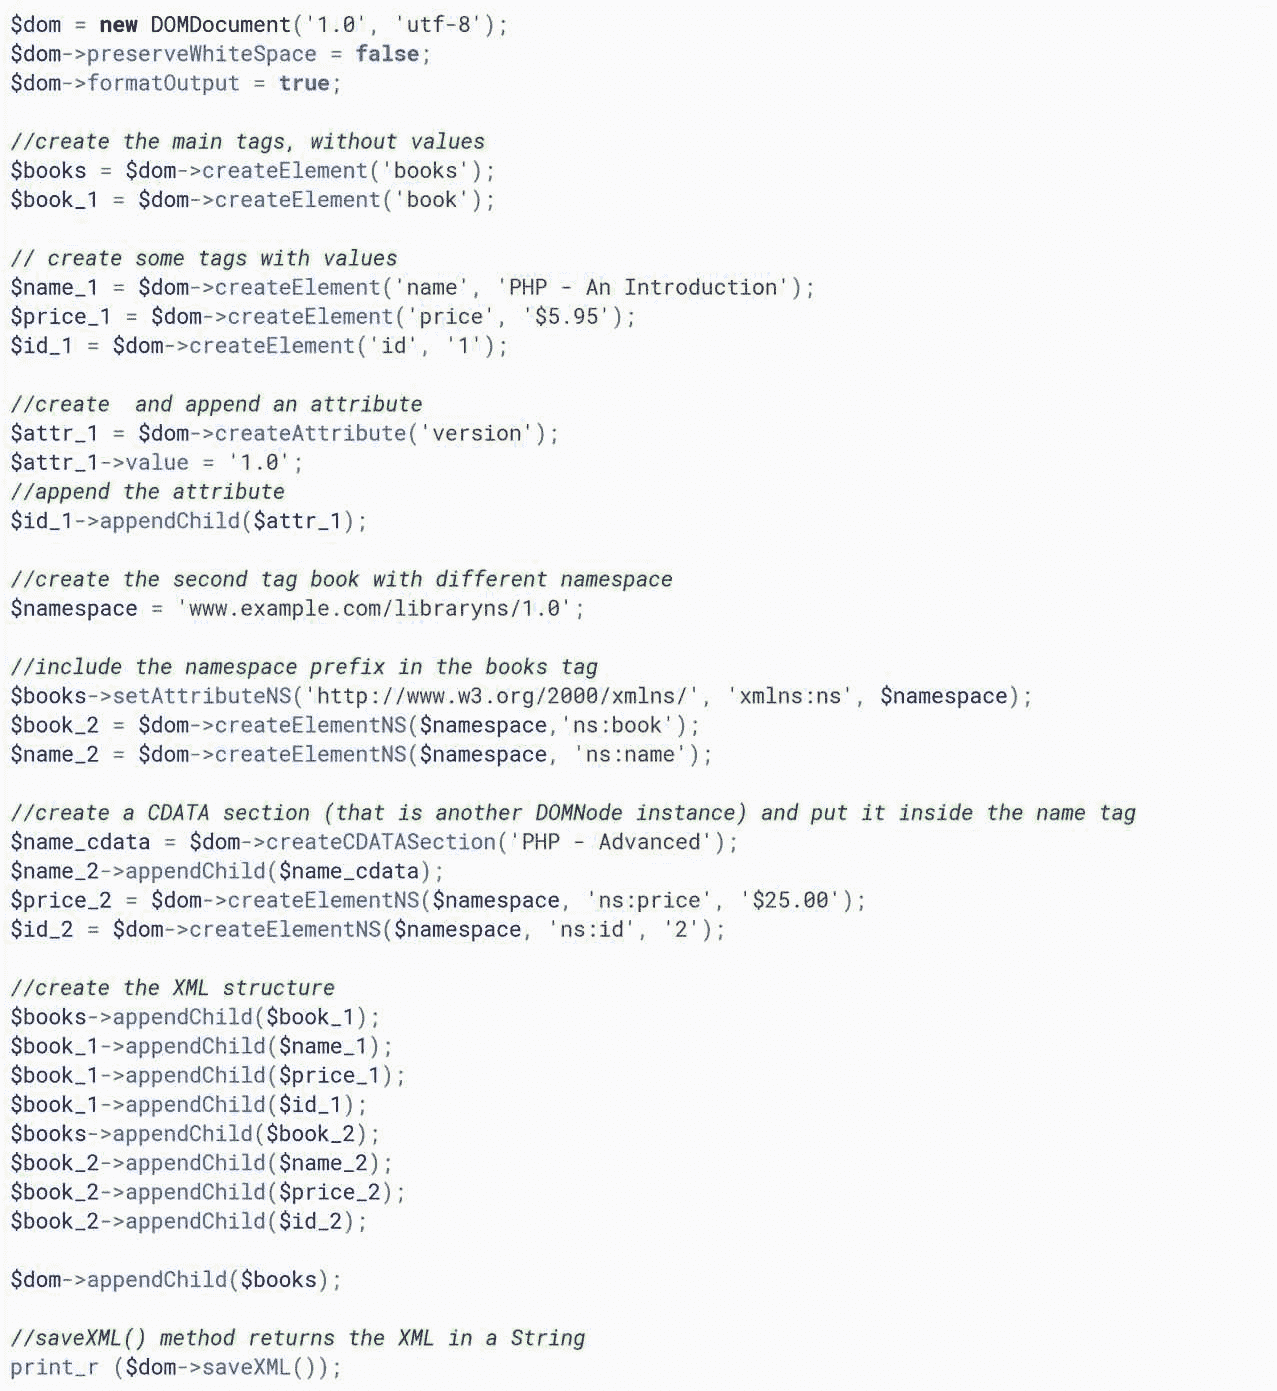 $dom = new DOMDocument('1.0', 'utf-8');
$dom->preserveWhiteSpace = false;
$dom->formatOutput = true;

//create the main tags, without values
$books = $dom->createElement('books');
$book_1 = $dom->createElement('book');

// create some tags with values
$name_1 = $dom->createElement('name', 'PHP - An Introduction');
$price_1 = $dom->createElement('price', '$5.95');
$id_1 = $dom->createElement('id', '1');

//create  and append an attribute
$attr_1 = $dom->createAttribute('version');
$attr_1->value = '1.0';
//append the attribute
$id_1->appendChild($attr_1);

//create the second tag book with different namespace
$namespace = 'www.example.com/libraryns/1.0';

//include the namespace prefix in the books tag
$books->setAttributeNS('http://www.w3.org/2000/xmlns/', 'xmlns:ns', $namespace);
$book_2 = $dom->createElementNS($namespace,'ns:book');
$name_2 = $dom->createElementNS($namespace, 'ns:name');

//create a CDATA section (that is another DOMNode instance) and put it inside the name tag
$name_cdata = $dom->createCDATASection('PHP - Advanced');
$name_2->appendChild($name_cdata);
$price_2 = $dom->createElementNS($namespace, 'ns:price', '$25.00');
$id_2 = $dom->createElementNS($namespace, 'ns:id', '2');

//create the XML structure
$books->appendChild($book_1);
$book_1->appendChild($name_1);
$book_1->appendChild($price_1);
$book_1->appendChild($id_1);
$books->appendChild($book_2);
$book_2->appendChild($name_2);
$book_2->appendChild($price_2);
$book_2->appendChild($id_2);

$dom->appendChild($books);

//saveXML() method returns the XML in a String
print_r ($dom->saveXML());